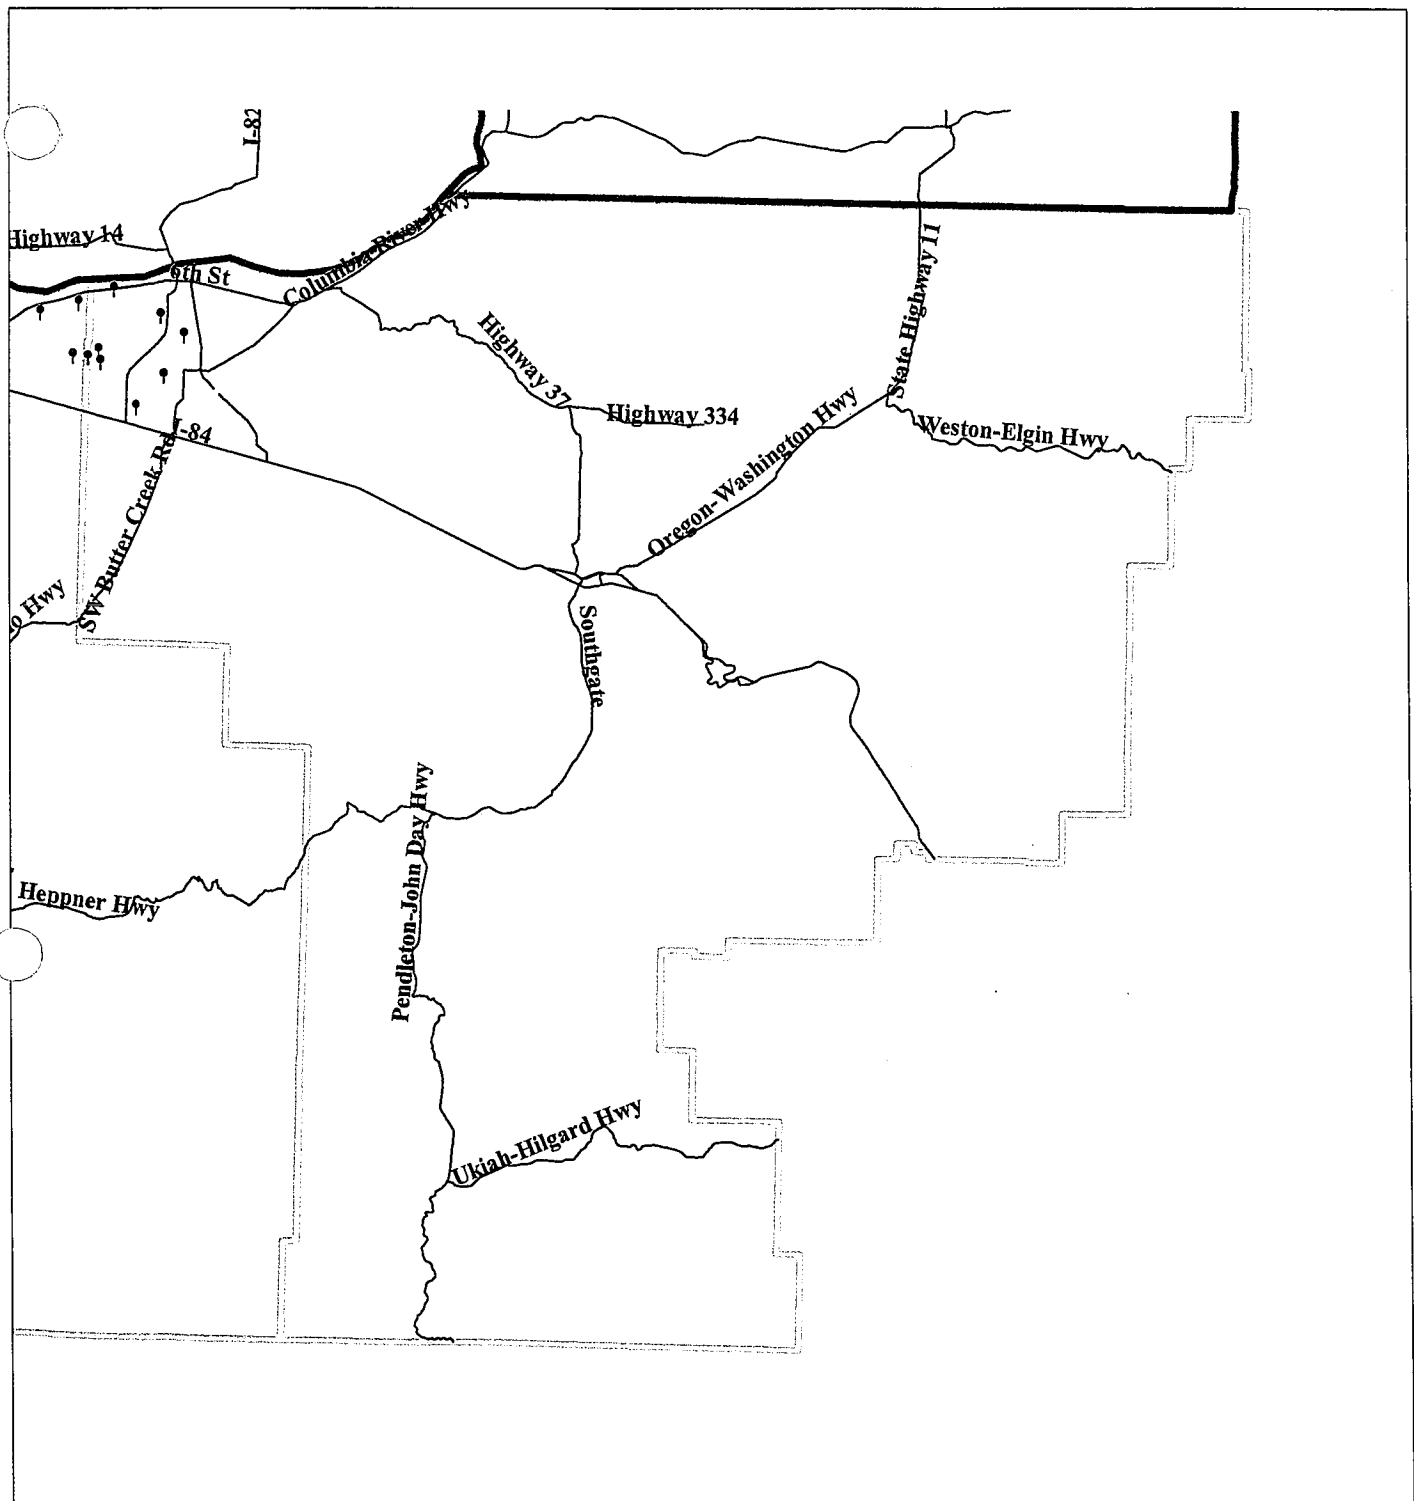 I-82
Highway 14
6th St
Columbia River Hwy
State Highway 11
Highway 37
Highway 334
Oregon-Washington Hwy
Weston-Elgin Hwy
I-84
SW Butter Creek Rd
Hwy
Southgate
Pendleton-John Day Hwy
Heppner Hwy
Ukiah-Hilgard Hwy